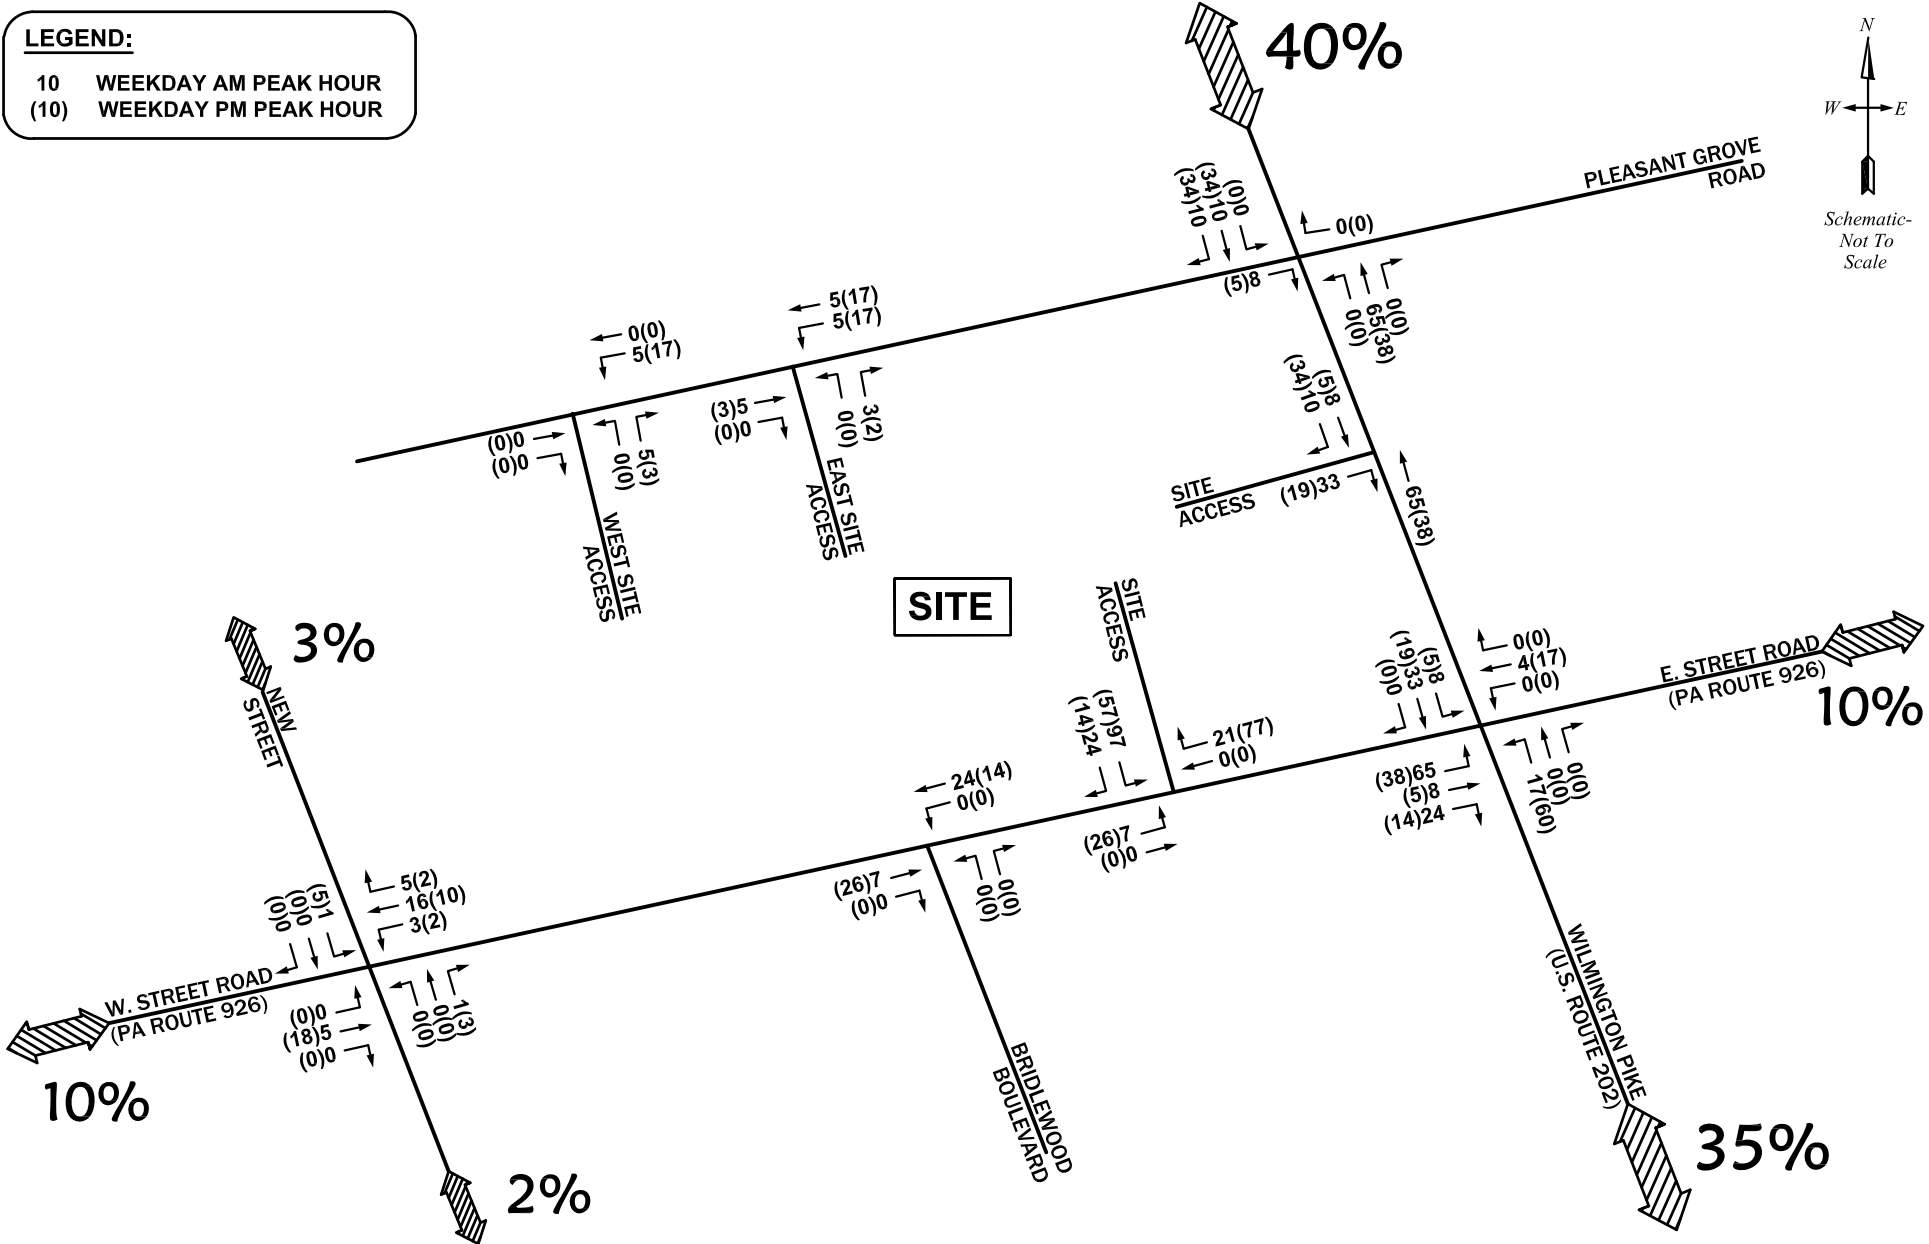 LEGEND:
10 WEEKDAY AM PEAK HOUR
(10) WEEKDAY PM PEAK HOUR
40%
N
W E
Schematic-
Not To
Scale
PLEASANT GROVE
ROAD
(0)0
(34)10
(34)10
0(0)
(5)8
0(0)
65(38)
0(0)
5(17)
5(17)
0(0)
5(17)
(3)5
(0)0
3(2)
0(0)
(0)0
(0)0
5(3)
0(0)
EAST SITE
ACCESS
WEST SITE
ACCESS
(5)8
(34)10
SITE
ACCESS
(19)33
65(38)
SITE
SITE
ACCESS
3%
NEW
STREET
(5)8
(19)33
(0)0
0(0)
4(17)
0(0)
E. STREET ROAD
(PA ROUTE 926)
10%
(57)97
(14)24
21(77)
0(0)
(38)65
(5)8
(14)24
0(0)
0(0)
17(60)
24(14)
0(0)
(26)7
(0)0
(26)7
(0)0
0(0)
0(0)
(5)1
(0)0
(0)0
5(2)
16(10)
3(2)
W. STREET ROAD
(PA ROUTE 926)
(0)0
(18)5
(0)0
1(3)
0(0)
0(0)
10%
BRIDLEWOOD
BOULEVARD
WILMINGTON PIKE
(U.S. ROUTE 202)
35%
2%